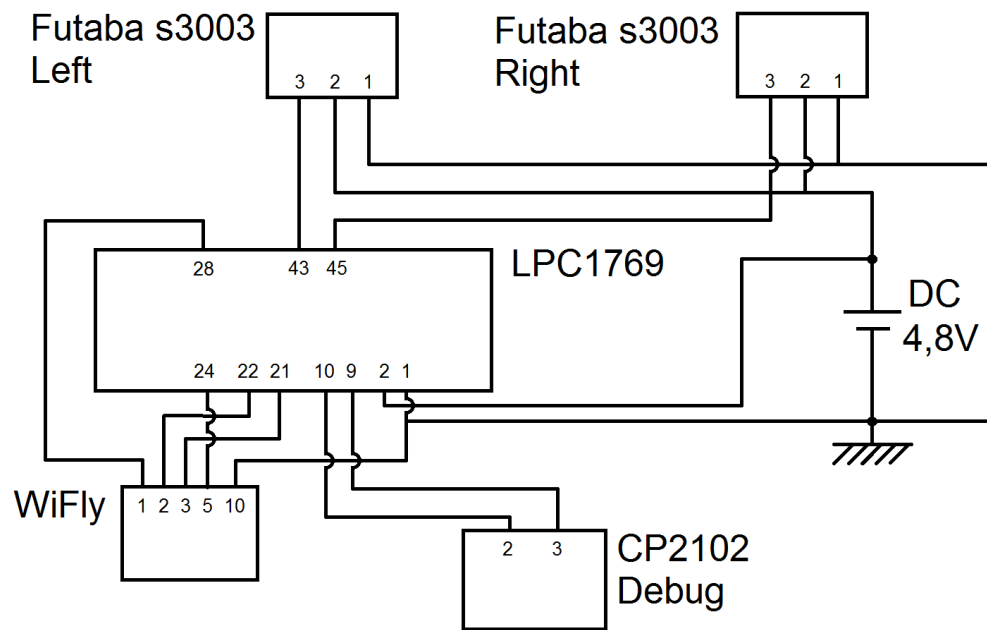 Futaba s3003
Left
3 2 1
Futaba s3003
Right
3 2 1
28 43 45
LPC1769
24 22 21 10 9 2 1
DC
4,8V
WiFly
1 2 3 5 10
2 3
CP2102
Debug